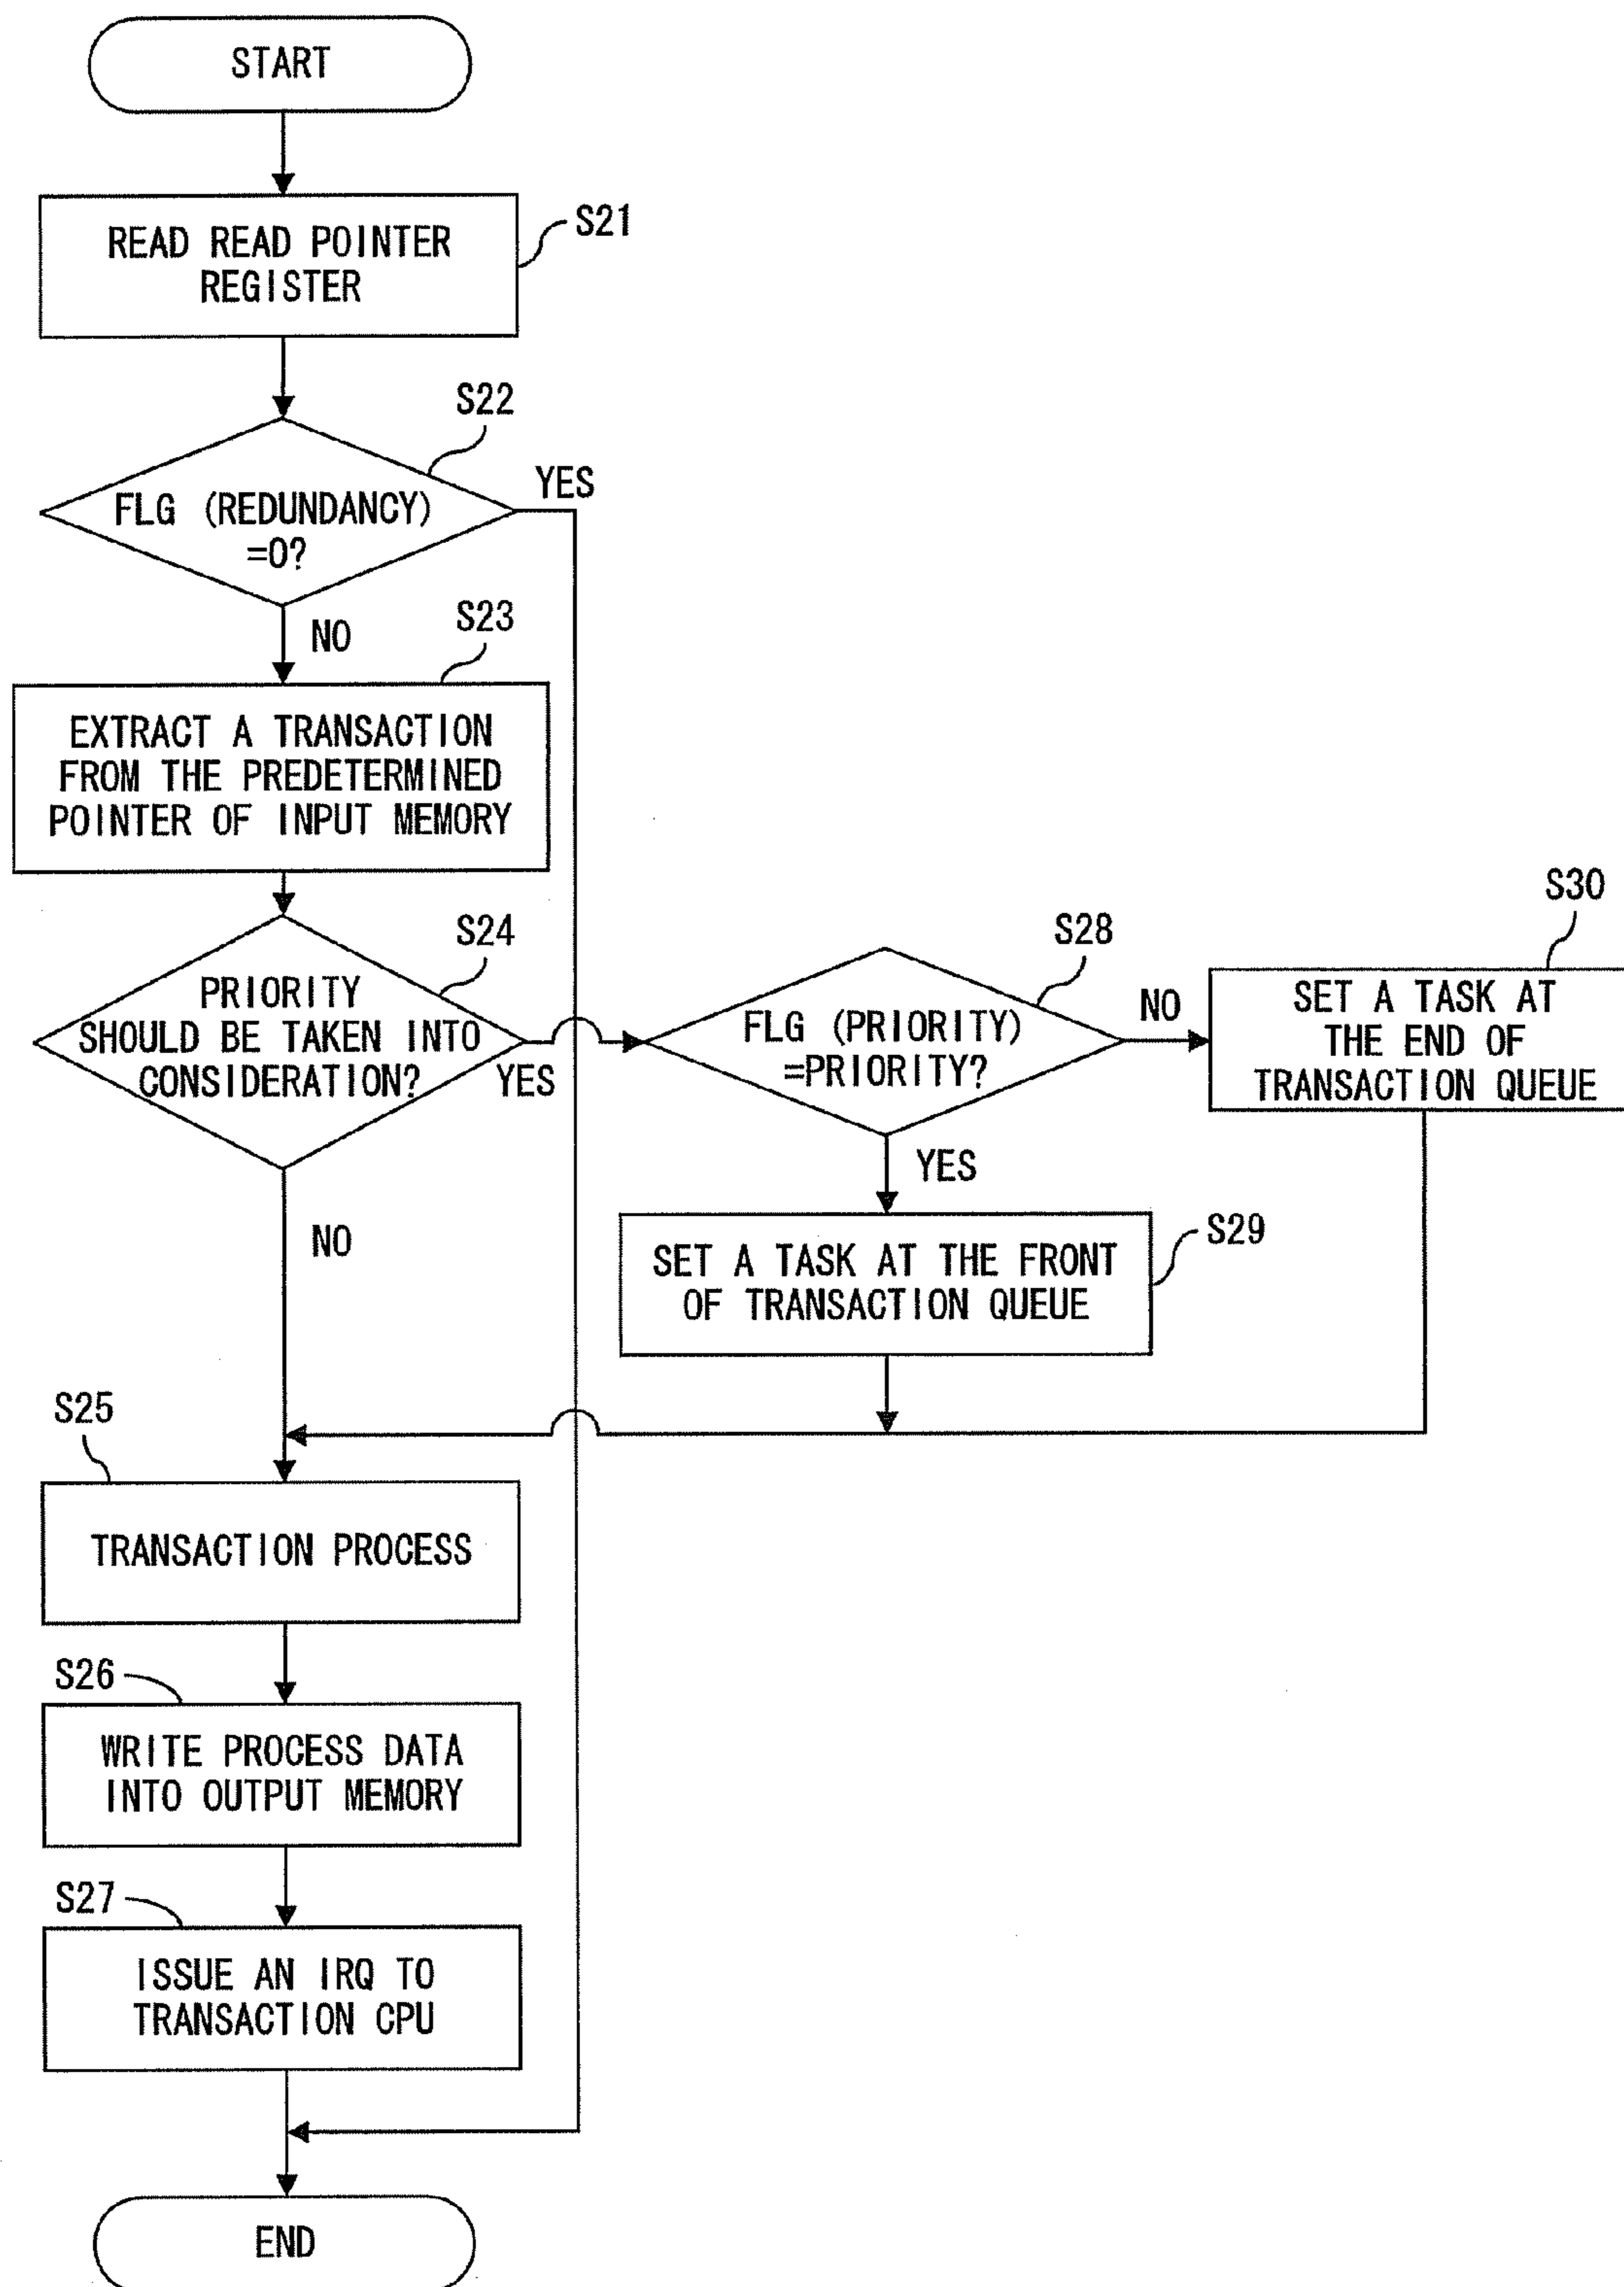 START
READ READ POINTER
REGISTER
S21
S22
FLG (REDUNDANCY)
=0?
YES
NO
S23
EXTRACT A TRANSACTION
FROM THE PREDETERMINED
POINTER OF INPUT MEMORY
S24
PRIORITY
SHOULD BE TAKEN INTO
CONSIDERATION?
YES
NO
S28
FLG (PRIORITY)
=PRIORITY?
NO
YES
S30
SET A TASK AT
THE END OF
TRANSACTION QUEUE
S29
SET A TASK AT THE FRONT
OF TRANSACTION QUEUE
S25
TRANSACTION PROCESS
S26
WRITE PROCESS DATA
INTO OUTPUT MEMORY
S27
ISSUE AN IRQ TO
TRANSACTION CPU
END